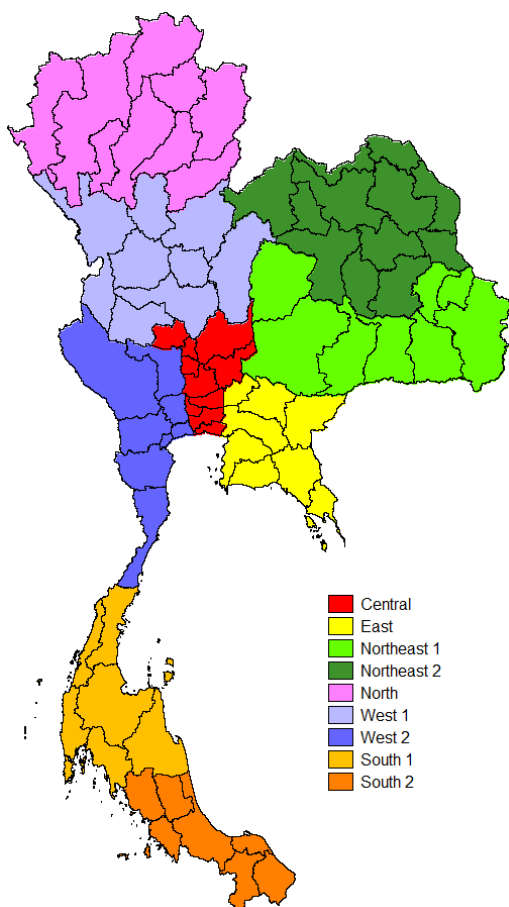 Central
East
Northeast 1
Northeast 2
North
West 1
West 2
South 1
South 2